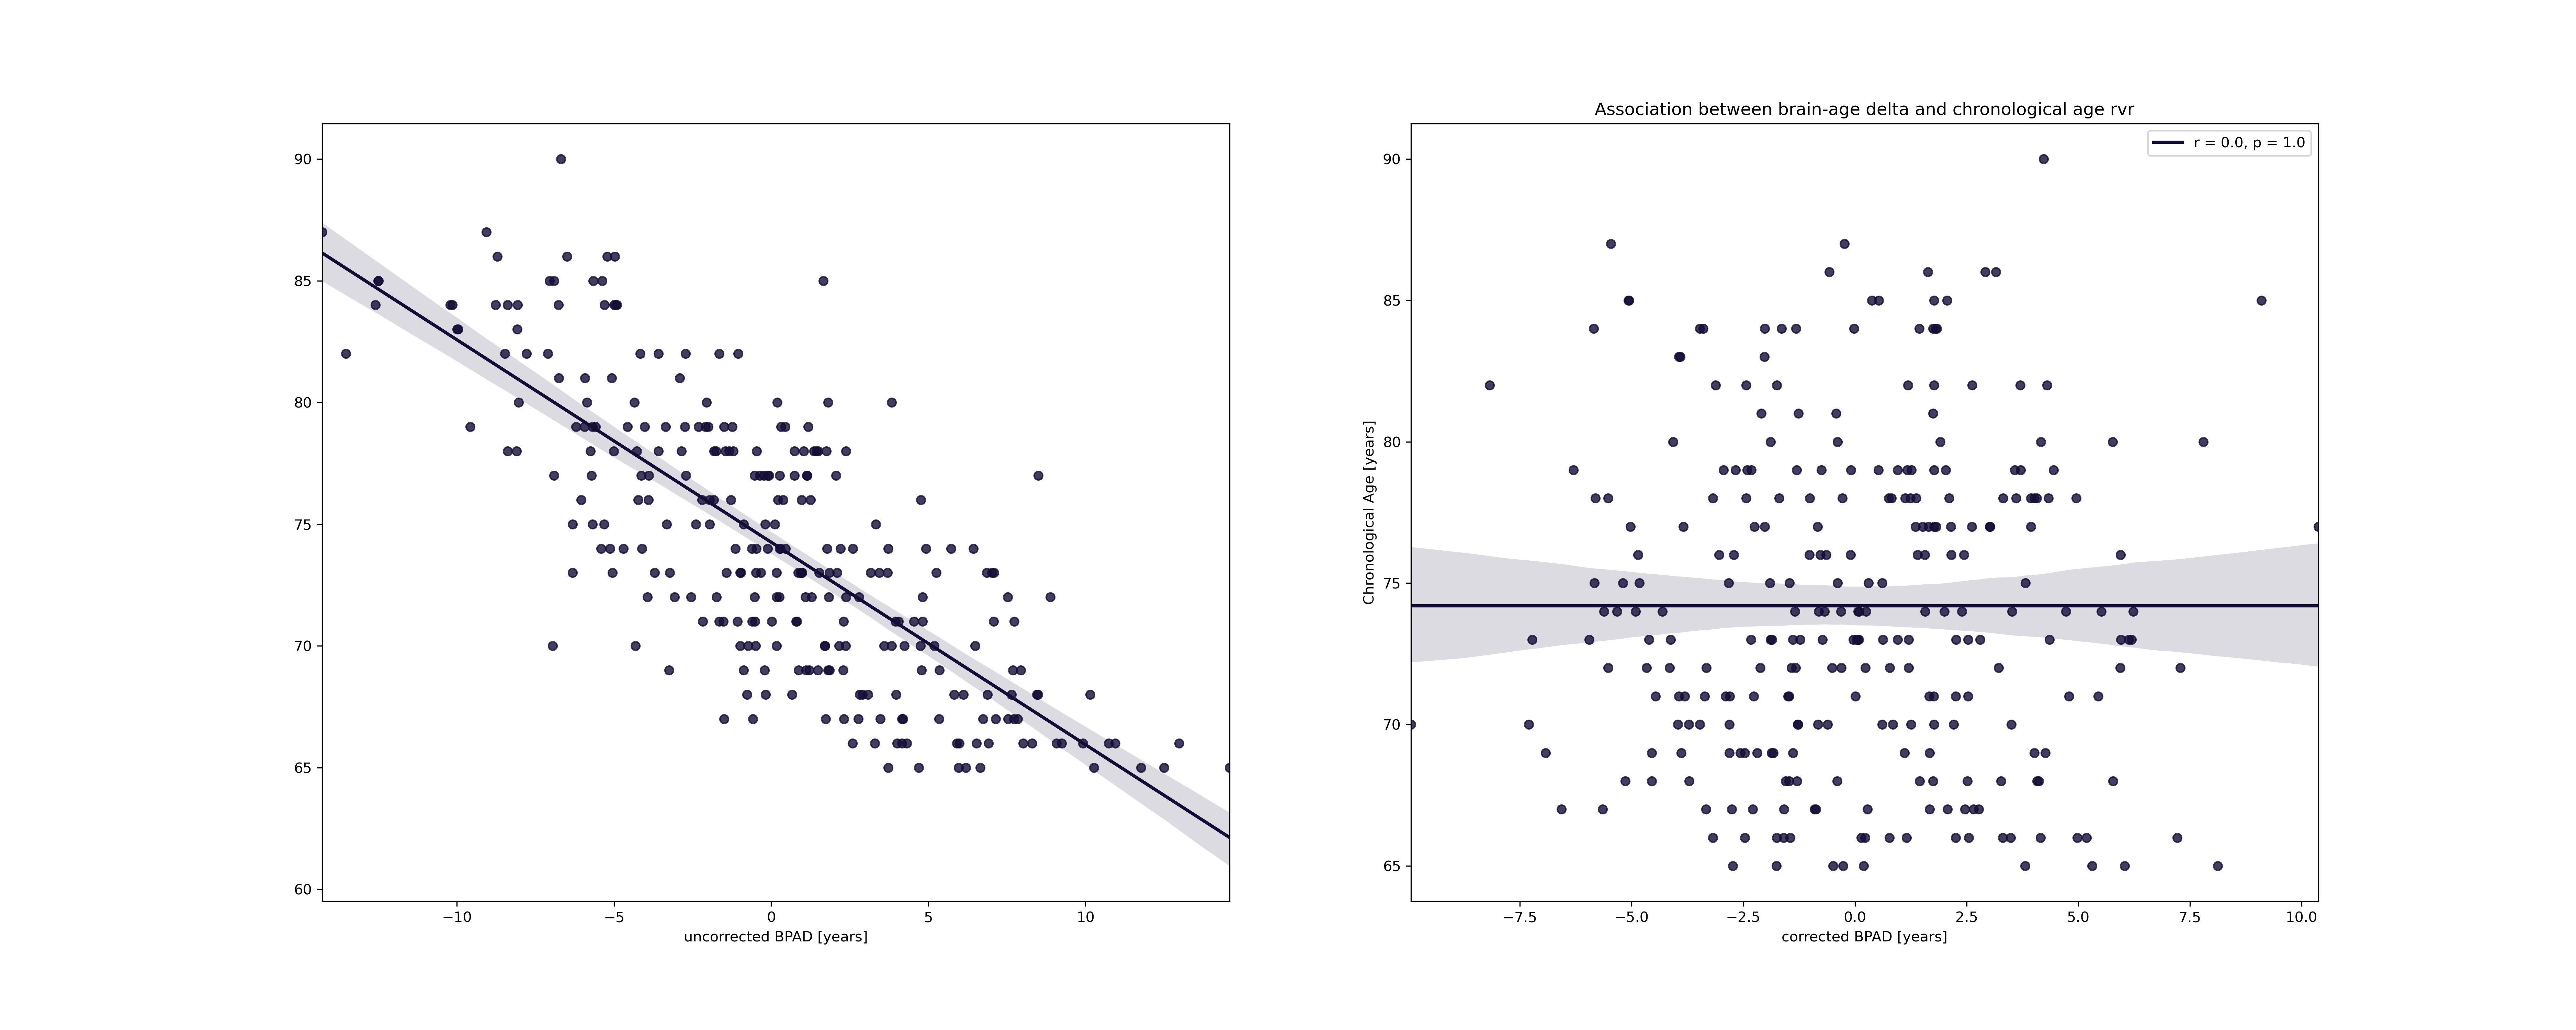 90
85
80
75
70
65
60
−10 −5 0 5 10
uncorrected BPAD [years]
Association between brain-age delta and chronological age rvr
r = 0.0, p = 1.0
Chronological Age [years]
90
85
80
75
70
65
−7.5 −5.0 −2.5 0.0 2.5 5.0 7.5 10.0
corrected BPAD [years]